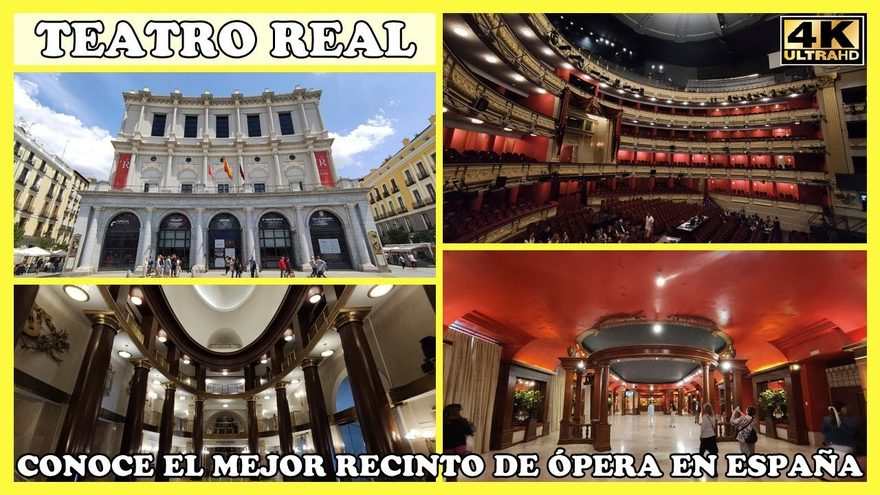 TEATRO REAL
4K
ULTRAHD
R
R
CONOCE EL MEJOR RECINTO DE ÓPERA EN ESPAÑA